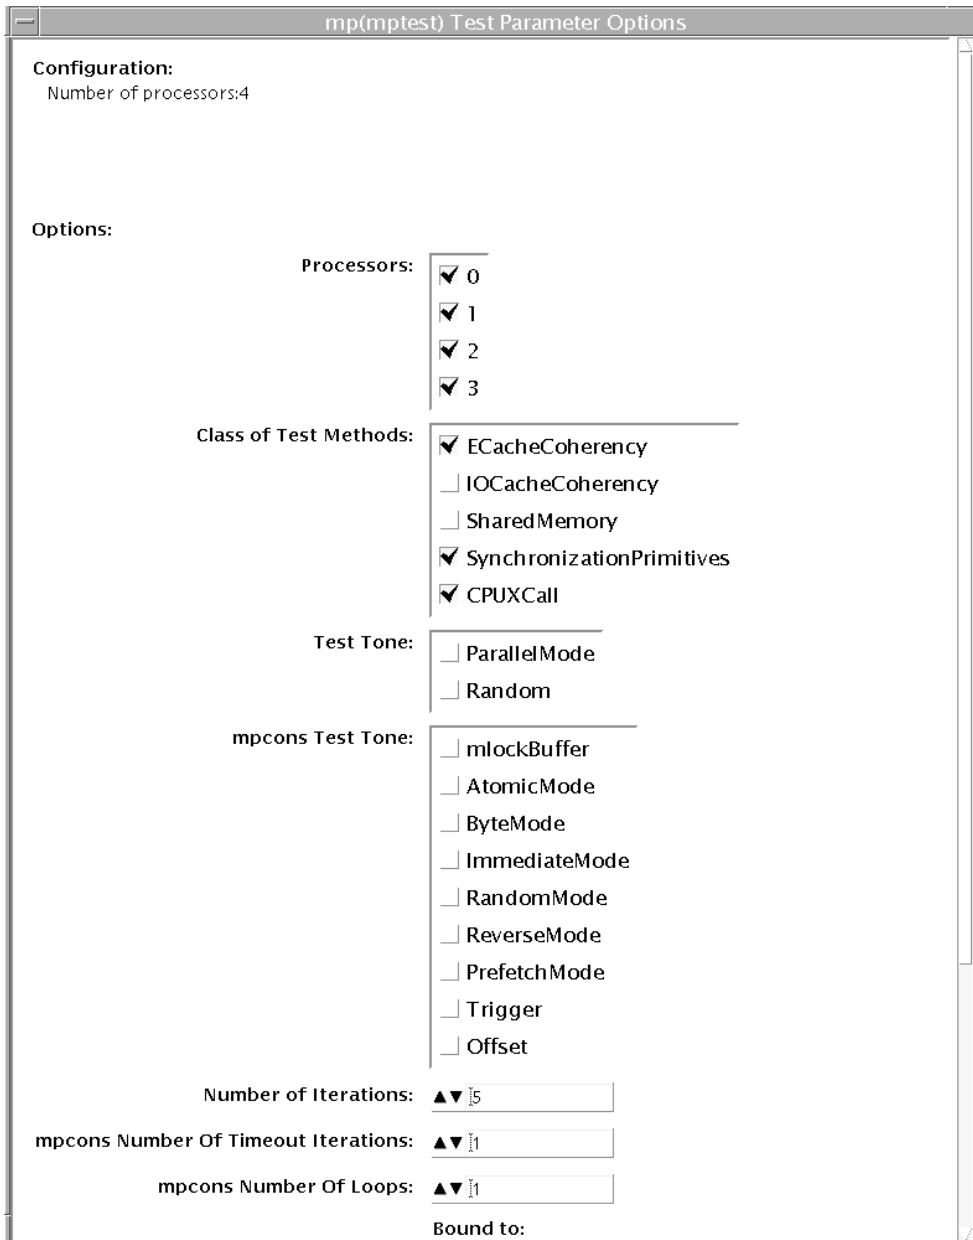 mp(mptest) Test Parameter Options
Configuration:
Number of processors:4
Options:
Processors:
0
1
2
3
Class of Test Methods:
ECacheCoherency
IOCacheCoherency
SharedMemory
SynchronizationPrimitives
CPUXCall
Test Tone:
ParallelMode
Random
mpcons Test Tone:
mlockBuffer
AtomicMode
ByteMode
ImmediateMode
RandomMode
ReverseMode
PrefetchMode
Trigger
Offset
Number of Iterations: 5
mpcons Number Of Timeout Iterations: 1
mpcons Number Of Loops: 1
Bound to: